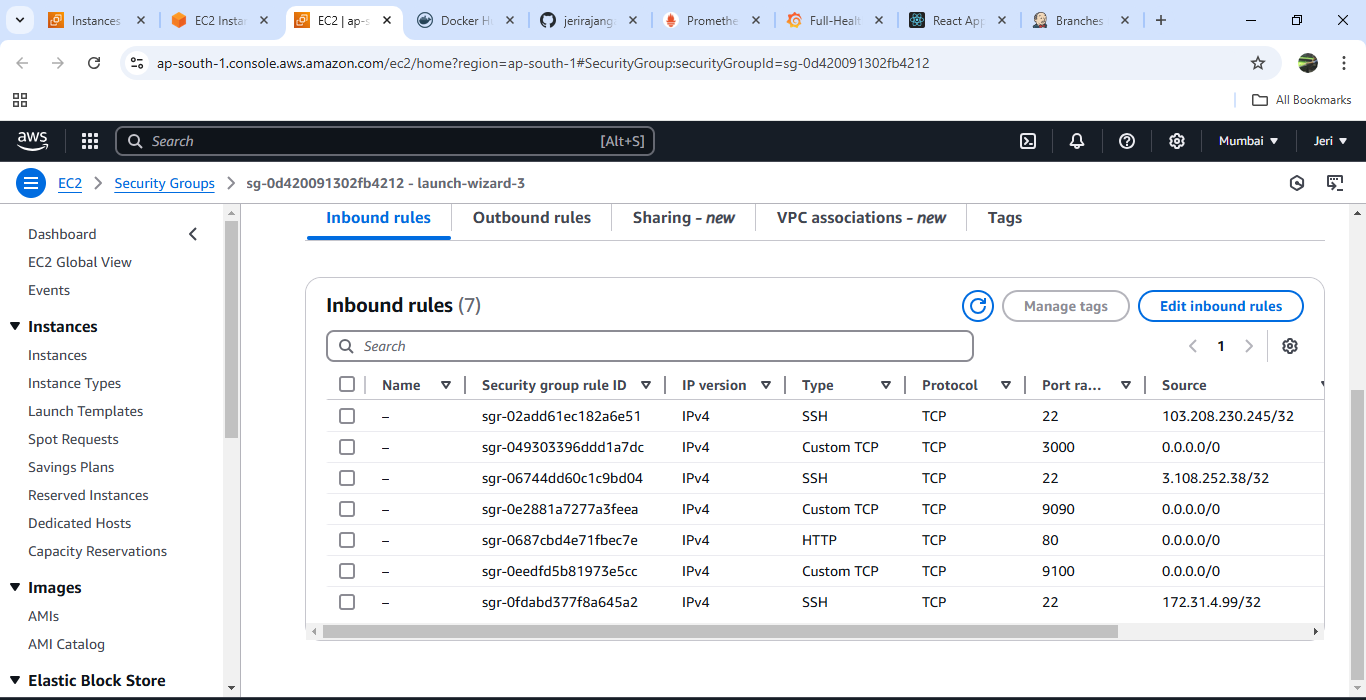 Instances
EC2 Instan
EC2 | ap-s
Docker Hu
jerirajang
Promethe
Full-Healt
React App
Branches
ap-south-1.console.aws.amazon.com/ec2/home?region=ap-south-1#SecurityGroup:securityGroupId=sg-0d420091302fb4212
All Bookmarks
aws
Search [Alt+S]
Mumbai
Jeri
EC2 > Security Groups > sg-0d420091302fb4212 - launch-wizard-3
Dashboard
EC2 Global View
Events
Instances
Instances
Instance Types
Launch Templates
Spot Requests
Savings Plans
Reserved Instances
Dedicated Hosts
Capacity Reservations
Images
AMIs
AMI Catalog
Elastic Block Store
Inbound rules Outbound rules Sharing - new VPC associations - new Tags
Inbound rules (7)
Manage tags
Edit inbound rules
Search
1
Name Security group rule ID IP version Type Protocol Port ra... Source
– sgr-02add61ec182a6e51 IPv4 SSH TCP 22 103.208.230.245/32
– sgr-049303396ddd1a7dc IPv4 Custom TCP TCP 3000 0.0.0.0/0
– sgr-06744dd60c1c9bd04 IPv4 SSH TCP 22 3.108.252.38/32
– sgr-0e2881a7277a3feea IPv4 Custom TCP TCP 9090 0.0.0.0/0
– sgr-0687cbd4e71fbec7e IPv4 HTTP TCP 80 0.0.0.0/0
– sgr-0eedfd5b81973e5cc IPv4 Custom TCP TCP 9100 0.0.0.0/0
– sgr-0fdabd377f8a645a2 IPv4 SSH TCP 22 172.31.4.99/32